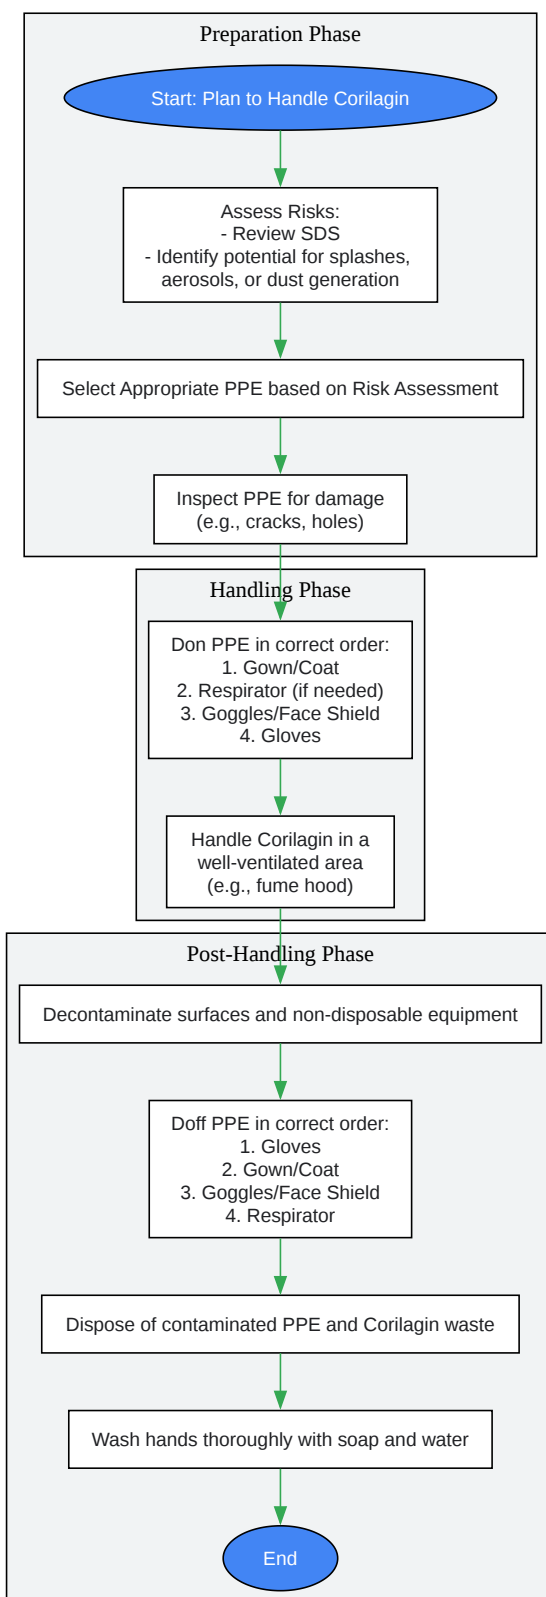 Preparation Phase
Start: Plan to Handle Corilagin
Assess Risks:
- Review SDS
- Identify potential for splashes,
aerosols, or dust generation
Select Appropriate PPE based on Risk Assessment
Inspect PPE for damage
(e.g., cracks, holes)
Handling Phase
Don PPE in correct order:
1. Gown/Coat
2. Respirator (if needed)
3. Goggles/Face Shield
4. Gloves
Handle Corilagin in a
well-ventilated area
(e.g., fume hood)
Post-Handling Phase
Decontaminate surfaces and non-disposable equipment
Doff PPE in correct order:
1. Gloves
2. Gown/Coat
3. Goggles/Face Shield
4. Respirator
Dispose of contaminated PPE and Corilagin waste
Wash hands thoroughly with soap and water
End